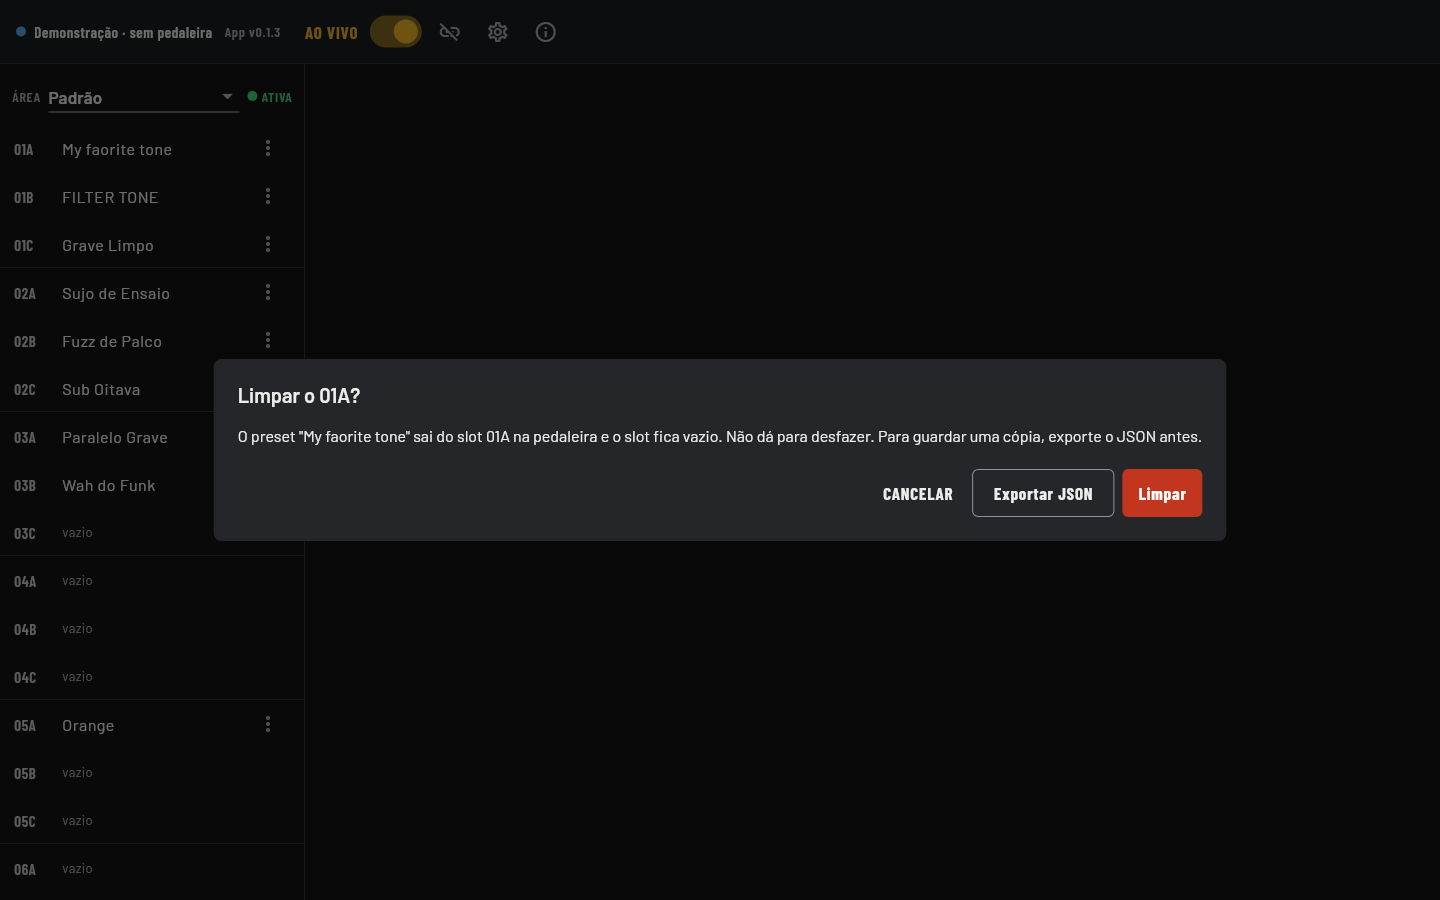 Demonstração · sem pedaleira App v0.1.3 AO VIVO
ÁREA Padrão ATIVA
01A My faorite tone
01B FILTER TONE
01C Grave Limpo
02A Sujo de Ensaio
02B Fuzz de Palco
02C Sub Oitava
03A Paralelo Grave
03B Wah do Funk
03C vazio
04A vazio
04B vazio
04C vazio
05A Orange
05B vazio
05C vazio
06A vazio
Limpar o 01A?
O preset "My faorite tone" sai do slot 01A na pedaleira e o slot fica vazio. Não dá para desfazer. Para guardar uma cópia, exporte o JSON antes.
CANCELAR Exportar JSON Limpar